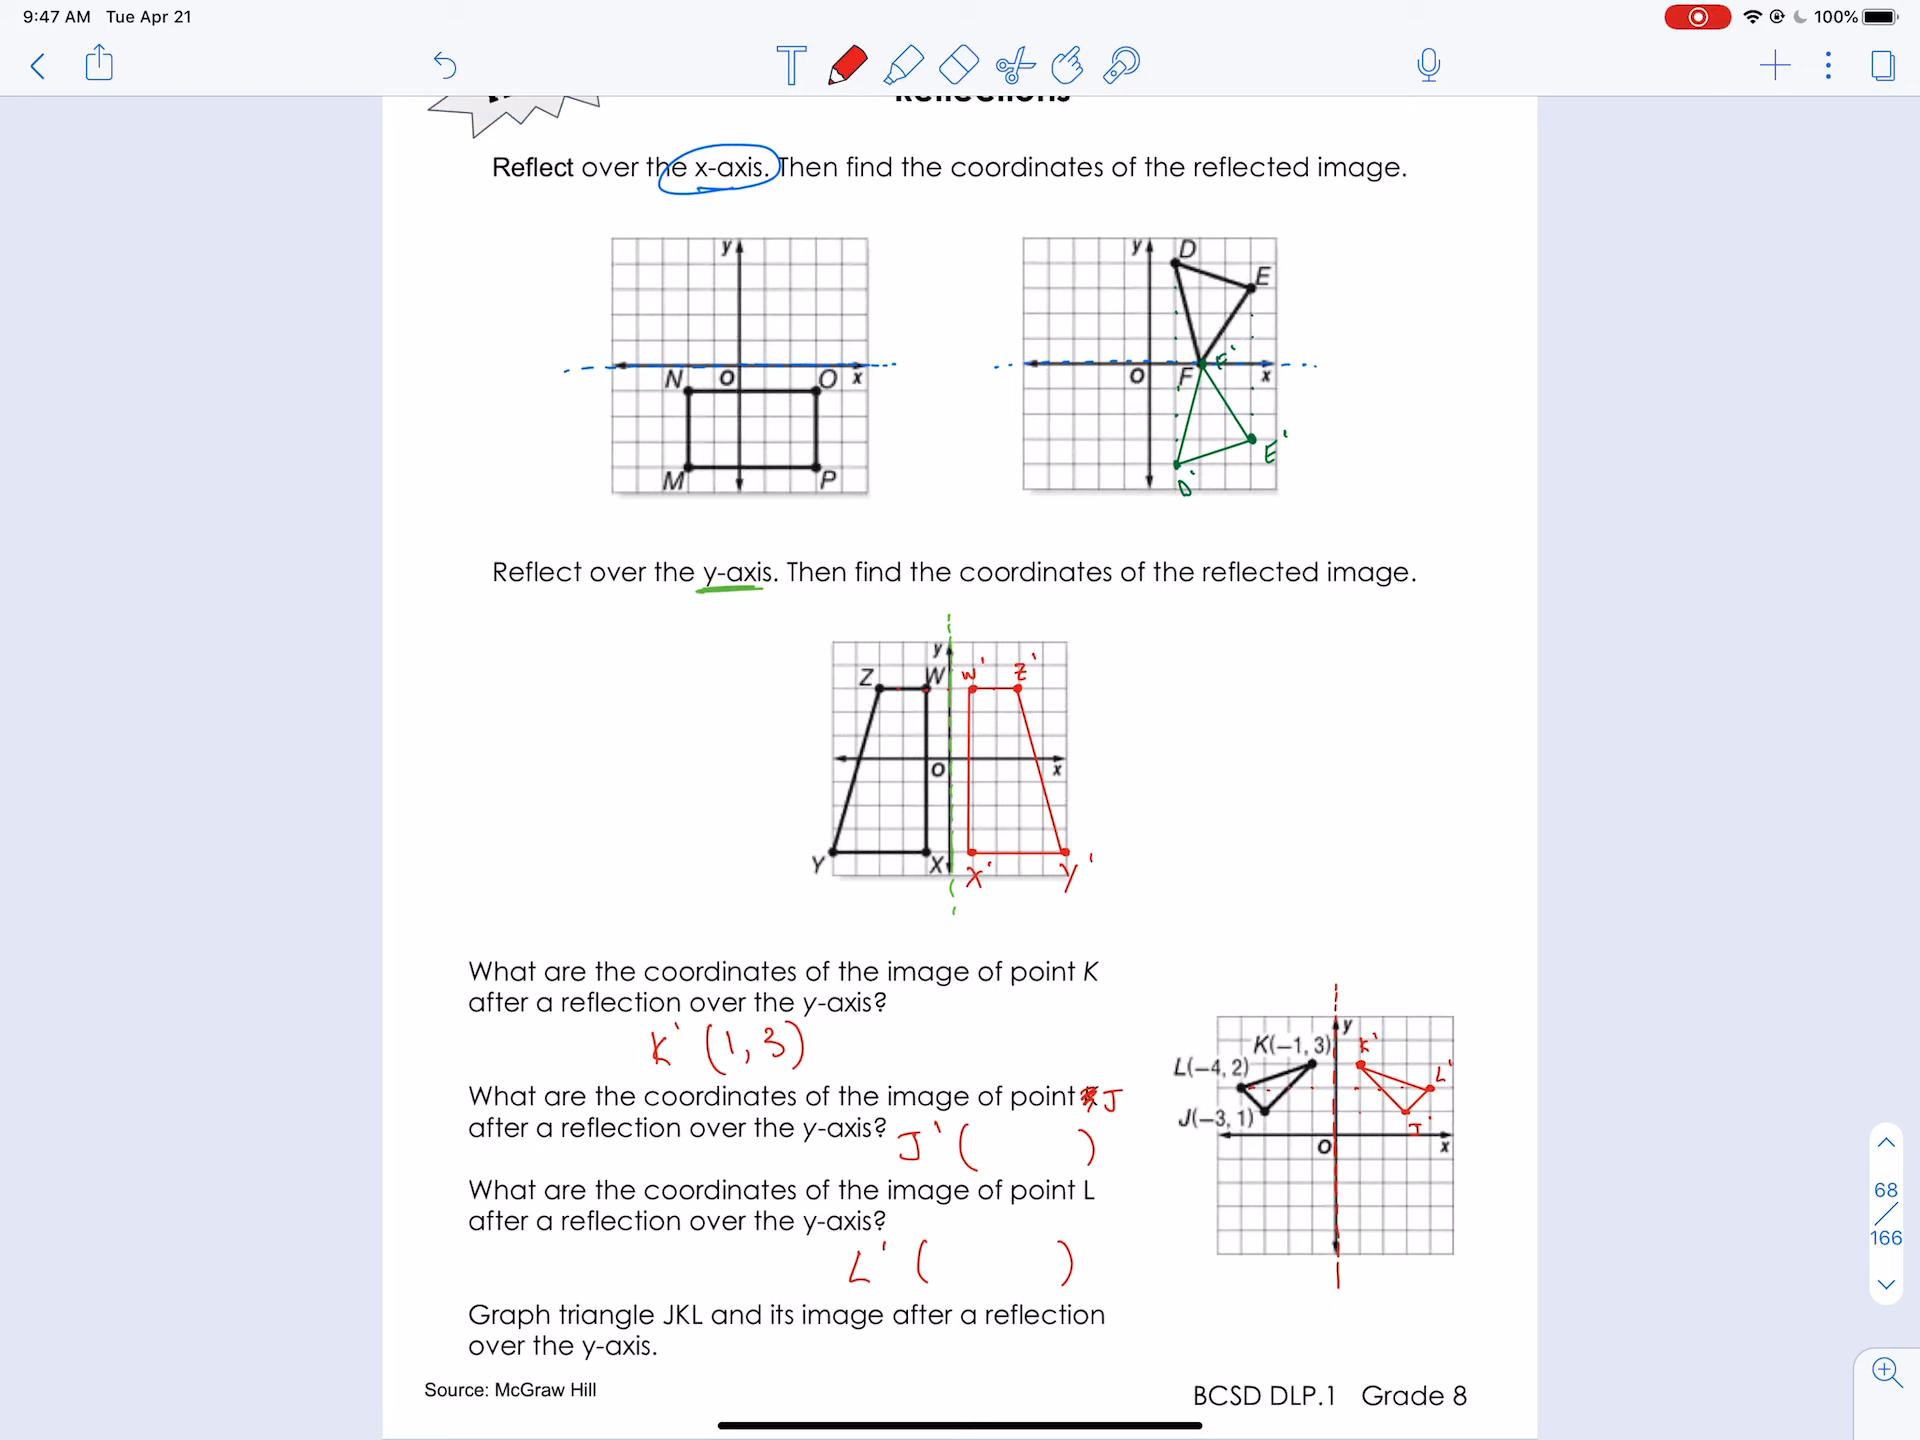 9:47 AM Tue Apr 21
100%
Reflections
Reflect over the x-axis. Then find the coordinates of the reflected image.
y
N O O x
M P
y D
E
F'
O F x
E'
D'
Reflect over the y-axis. Then find the coordinates of the reflected image.
y
Z W W' Z'
O x
Y X X' Y'
What are the coordinates of the image of point K
after a reflection over the y-axis?
K' (1, 3)
What are the coordinates of the image of point J
after a reflection over the y-axis?
J' ( )
What are the coordinates of the image of point L
after a reflection over the y-axis?
L' ( )
Graph triangle JKL and its image after a reflection
over the y-axis.
y
K(−1, 3) K'
L(−4, 2) L'
J(−3, 1)
J
O x
68
166
Source: McGraw Hill
BCSD DLP.1 Grade 8